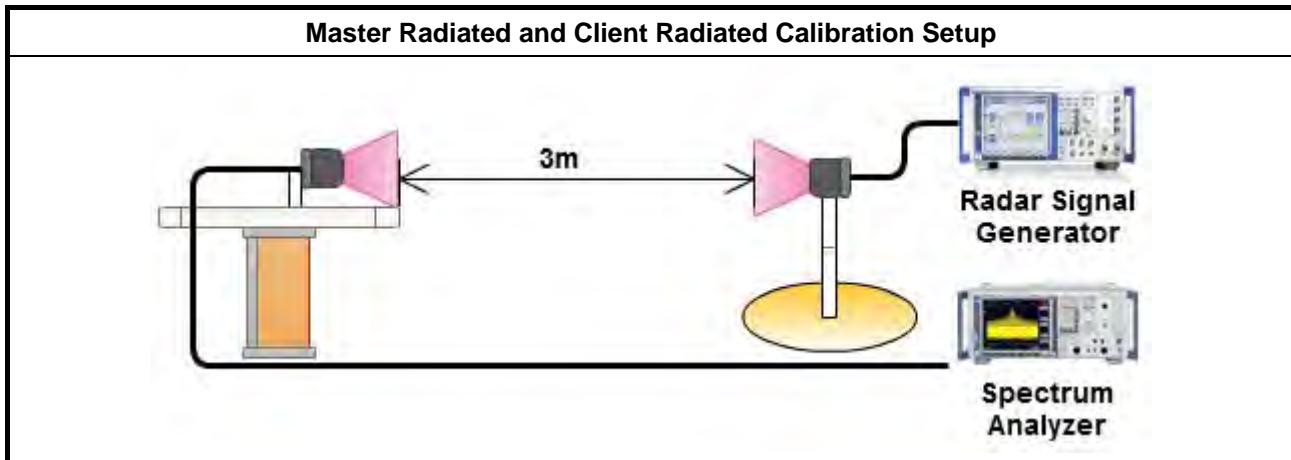 Master Radiated and Client Radiated Calibration Setup
3m
Radar Signal
Generator
Spectrum
Analyzer